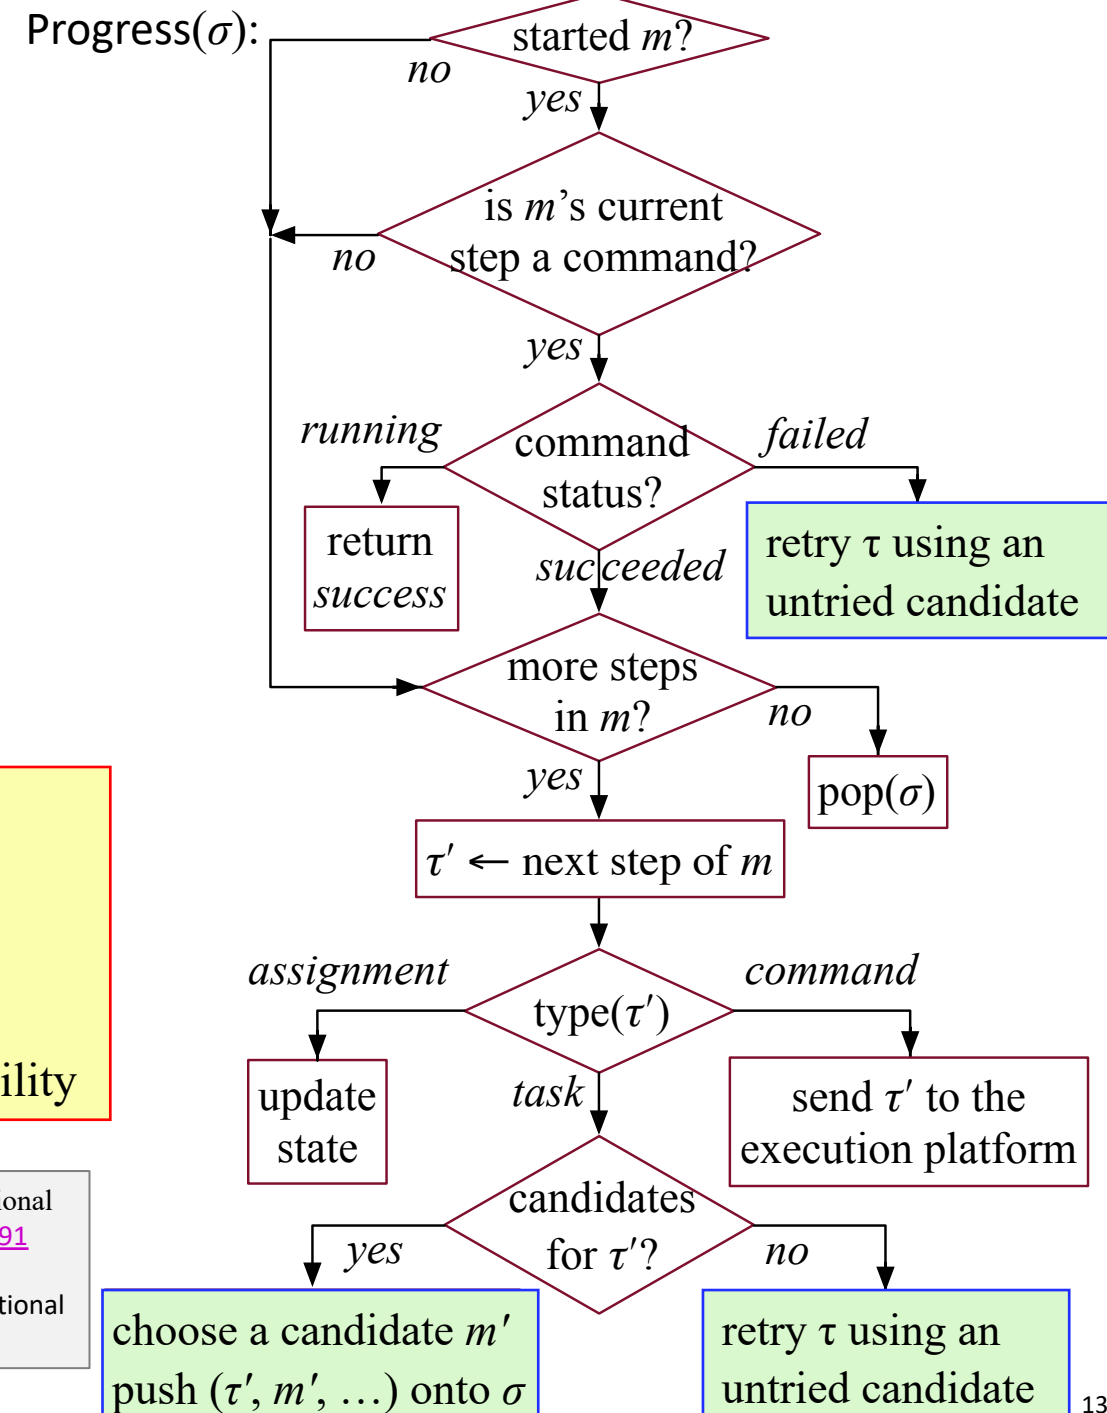 Progress(σ):
started m?
no
yes
is m's current
step a command?
no
yes
running
command
status?
failed
return
success
succeeded
retry τ using an
untried candidate
more steps
in m?
no
yes
pop(σ)
τ′ ← next step of m
assignment
type(τ′)
command
ility
update
state
task
send τ′ to the
execution platform
ional
91
tional
candidates
for τ′?
yes
no
choose a candidate m′
push (τ′, m′, …) onto σ
retry τ using an
untried candidate
13